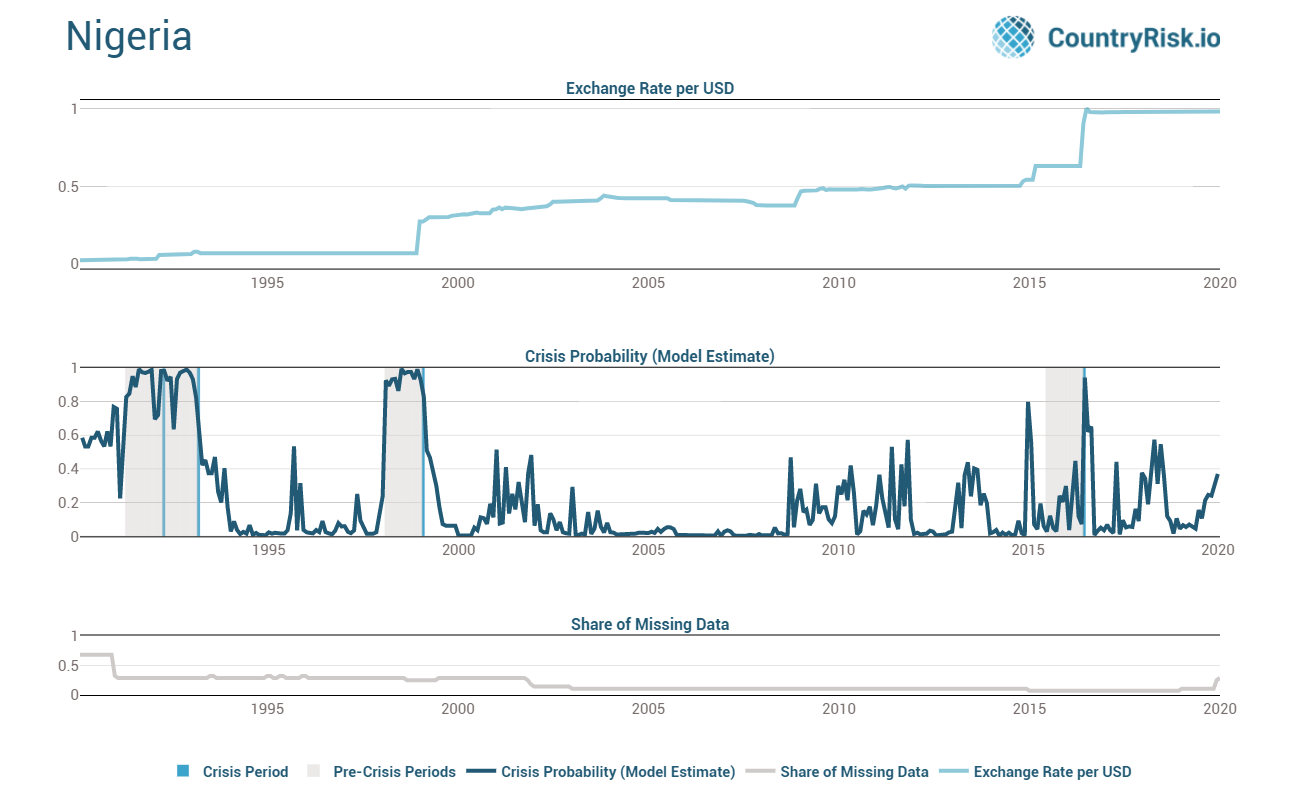 Nigeria
CountryRisk.io
Exchange Rate per USD
1
0.5
0
1995 2000 2005 2010 2015 2020
Crisis Probability (Model Estimate)
1
0.8
0.6
0.4
0.2
0
1995 2000 2005 2010 2015 2020
Share of Missing Data
1
0.5
0
1995 2000 2005 2010 2015 2020
Crisis Period Pre-Crisis Periods Crisis Probability (Model Estimate) Share of Missing Data Exchange Rate per USD